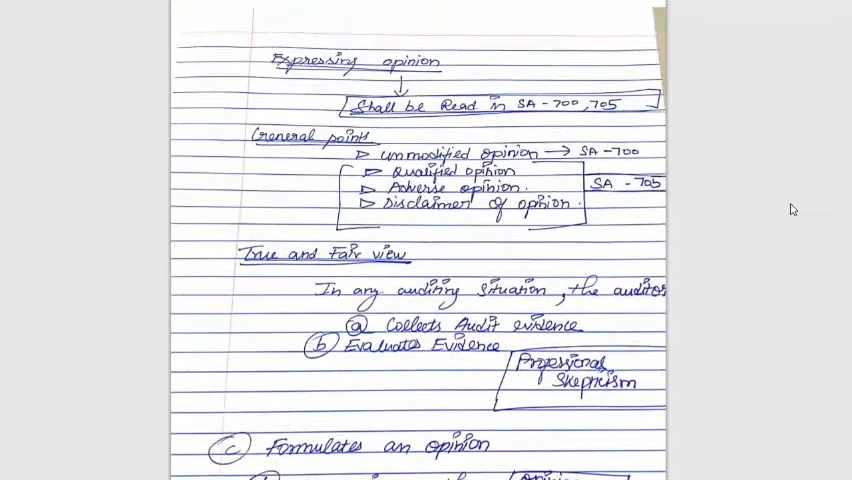 Expressing opinion
Shall be Read in SA - 700, 705
General points
▷ unmodified opinion → SA - 700
▷ Qualified opinion
▷ Adverse opinion.
SA - 705
▷ Disclaimer of opinion.
True and Fair view
In any auditing situation, the auditor
(a) Collects Audit evidence
(b) Evaluates Evidence
Professional
Skepticism
(c) Formulates an opinion